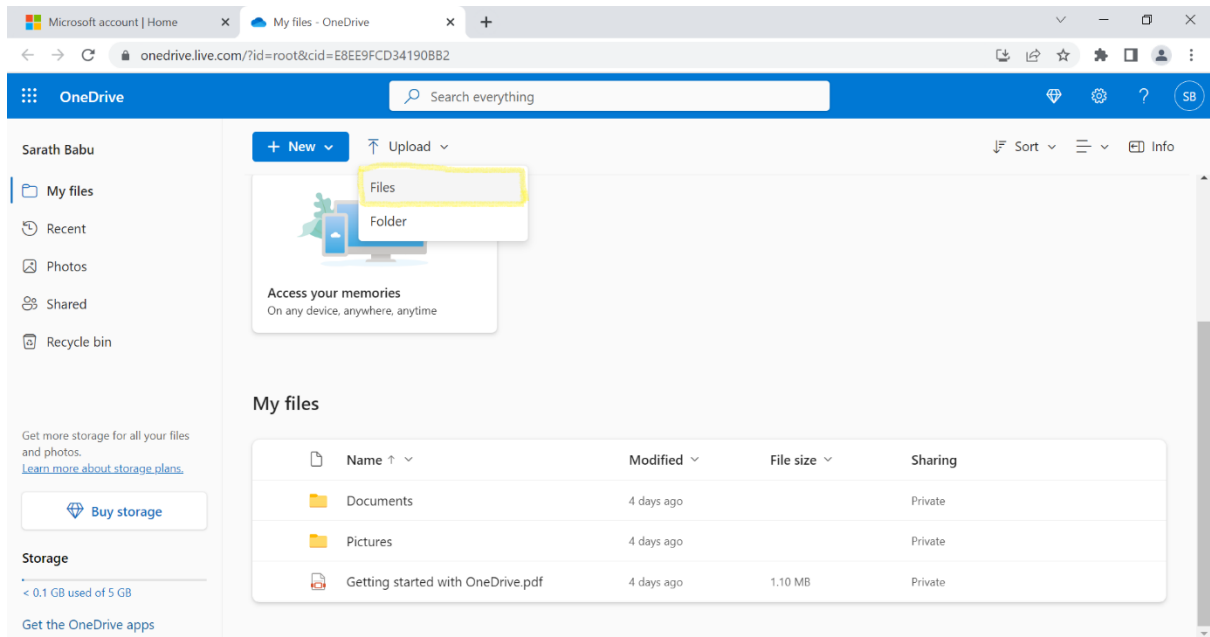 Microsoft account | Home
My files - OneDrive
onedrive.live.com/?id=root&cid=E8EE9FCD34190BB2
OneDrive
Search everything
SB
Sarath Babu
My files
Recent
Photos
Shared
Recycle bin
Get more storage for all your files
and photos.
Learn more about storage plans.
Buy storage
Storage
< 0.1 GB used of 5 GB
Get the OneDrive apps
+ New
Upload
Sort
Info
Files
Folder
Access your memories
On any device, anywhere, anytime
My files
Name Modified File size Sharing
Documents 4 days ago Private
Pictures 4 days ago Private
Getting started with OneDrive.pdf 4 days ago 1.10 MB Private